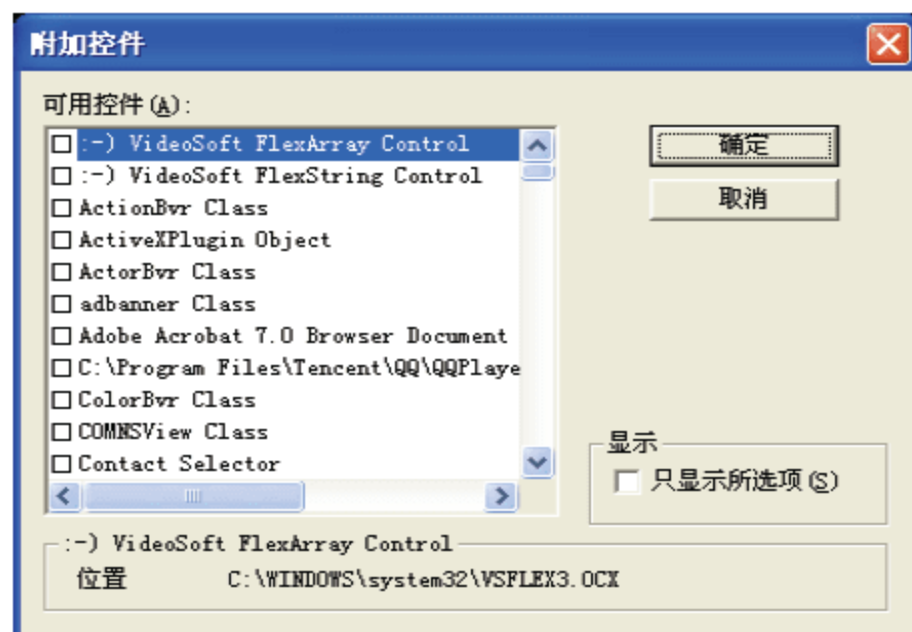 附加控件
可用控件(A):
:-) VideoSoft FlexArray Control
:-) VideoSoft FlexString Control
ActionBvr Class
ActiveXPlugin Object
ActorBvr Class
adbanner Class
Adobe Acrobat 7.0 Browser Document
C:\Program Files\Tencent\QQ\QQPlaye
ColorBvr Class
COMNSView Class
Contact Selector
确定
取消
显示
只显示所选项(S)
:-) VideoSoft FlexArray Control
位置 C:\WINDOWS\system32\VSFLEX3.OCX